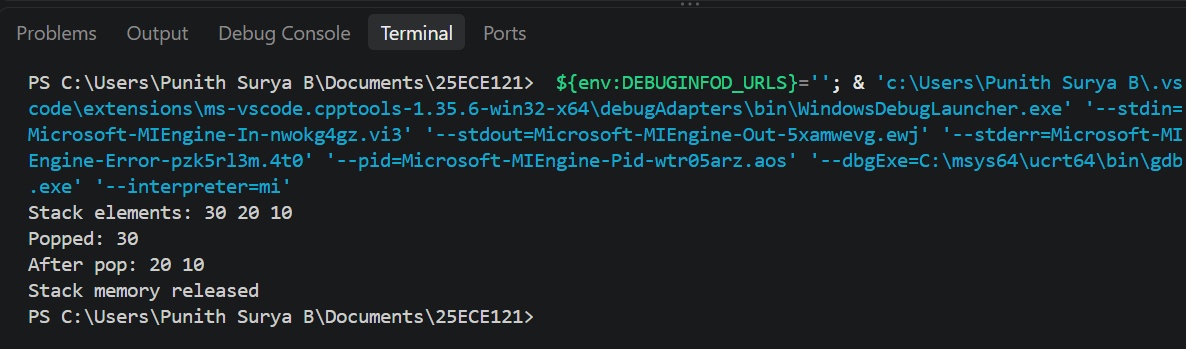 Problems Output Debug Console Terminal Ports
PS C:\Users\Punith Surya B\Documents\25ECE121>  ${env:DEBUGINFOD_URLS}=''; & 'c:\Users\Punith Surya B\.vs
code\extensions\ms-vscode.cpptools-1.35.6-win32-x64\debugAdapters\bin\WindowsDebugLauncher.exe' '--stdin=
Microsoft-MIEngine-In-nwokg4gz.vi3' '--stdout=Microsoft-MIEngine-Out-5xamwevg.ewj' '--stderr=Microsoft-MI
Engine-Error-pzk5rl3m.4t0' '--pid=Microsoft-MIEngine-Pid-wtr05arz.aos' '--dbgExe=C:\msys64\ucrt64\bin\gdb
.exe' '--interpreter=mi'
Stack elements: 30 20 10
Popped: 30
After pop: 20 10
Stack memory released
PS C:\Users\Punith Surya B\Documents\25ECE121>